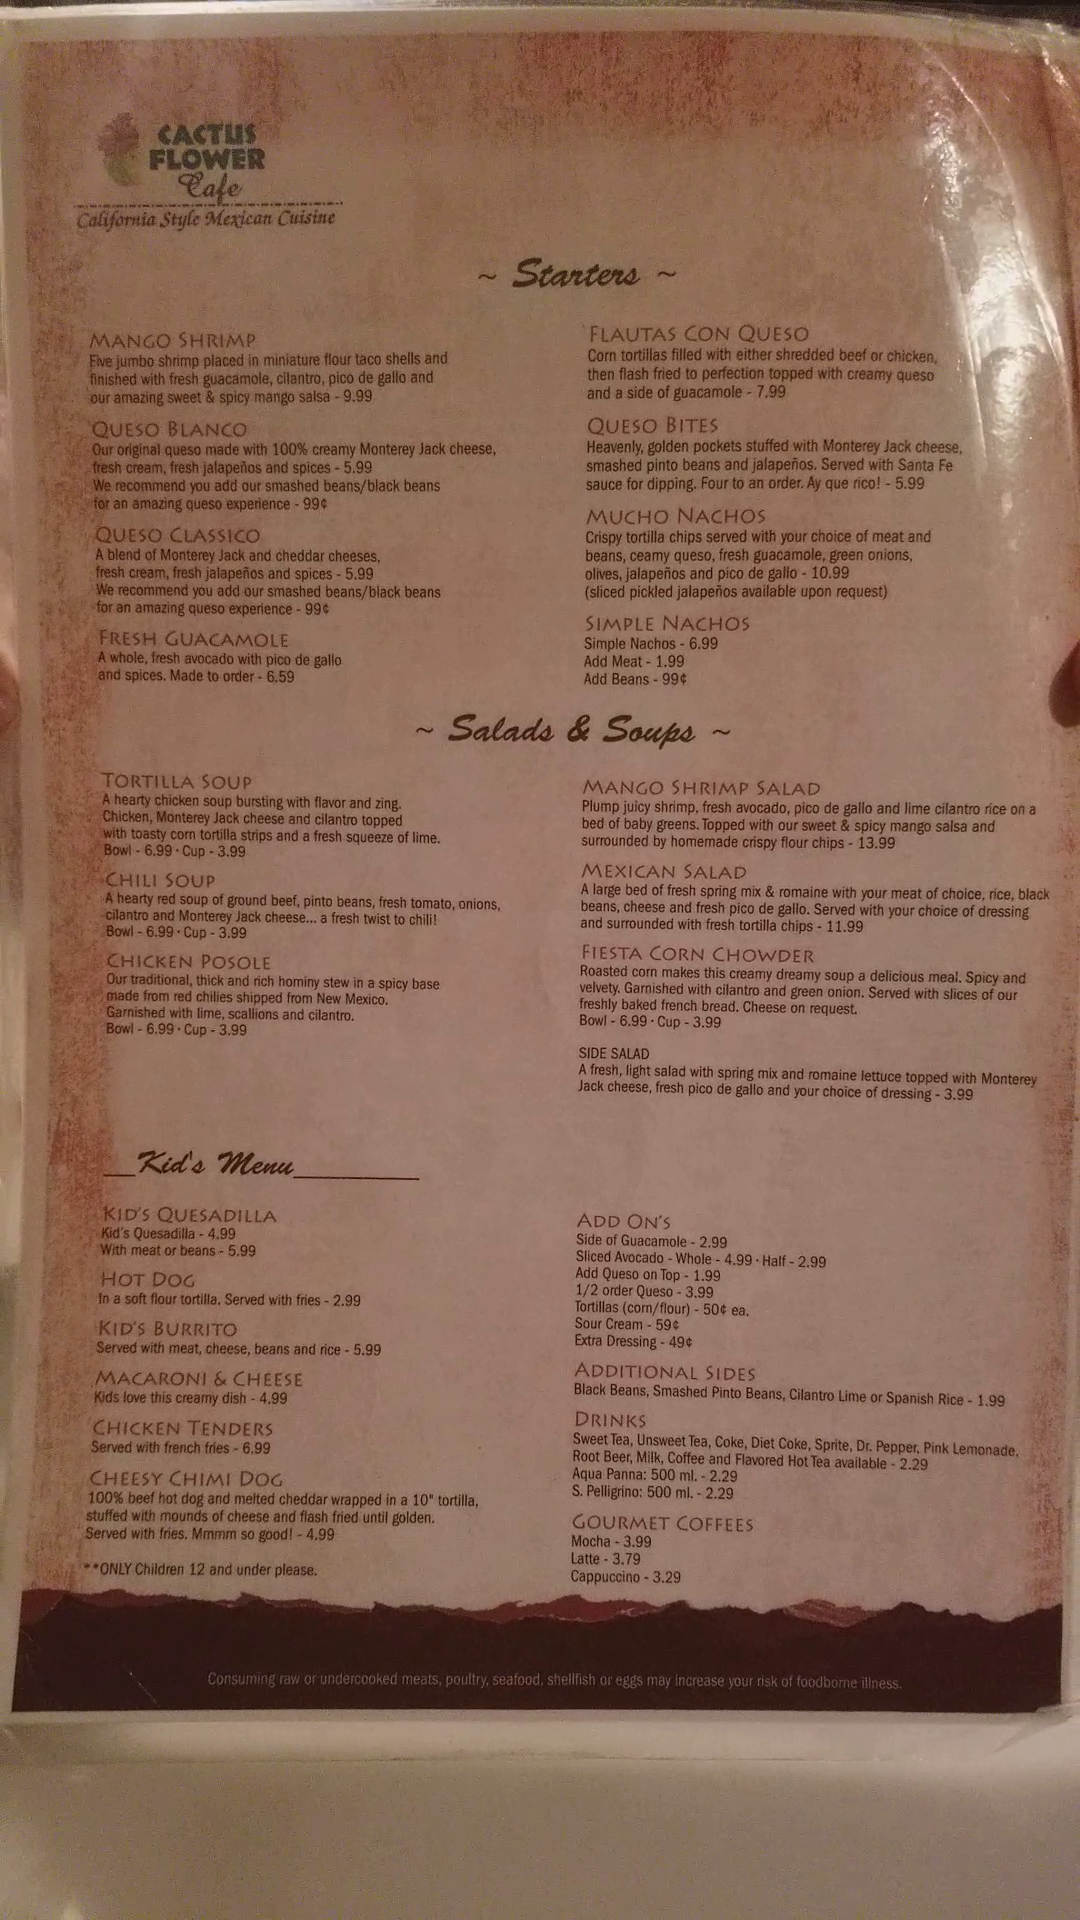 CACTUS
FLOWER
Cafe
California Style Mexican Cuisine
~ Starters ~
MANGO SHRIMP
Five jumbo shrimp placed in miniature flour taco shells and
finished with fresh guacamole, cilantro, pico de gallo and
our amazing sweet & spicy mango salsa - 9.99
QUESO BLANCO
Our original queso made with 100% creamy Monterey Jack cheese,
fresh cream, fresh jalapeños and spices - 5.99
We recommend you add our smashed beans/black beans
for an amazing queso experience - 99¢
QUESO CLASSICO
A blend of Monterey Jack and cheddar cheeses,
fresh cream, fresh jalapeños and spices - 5.99
We recommend you add our smashed beans/black beans
for an amazing queso experience - 99¢
FRESH GUACAMOLE
A whole, fresh avocado with pico de gallo
and spices. Made to order - 6.59
FLAUTAS CON QUESO
Corn tortillas filled with either shredded beef or chicken,
then flash fried to perfection topped with creamy queso
and a side of guacamole - 7.99
QUESO BITES
Heavenly, golden pockets stuffed with Monterey Jack cheese,
smashed pinto beans and jalapeños. Served with Santa Fe
sauce for dipping. Four to an order. Ay que rico! - 5.99
MUCHO NACHOS
Crispy tortilla chips served with your choice of meat and
beans, ceamy queso, fresh guacamole, green onions,
olives, jalapeños and pico de gallo - 10.99
(sliced pickled jalapeños available upon request)
SIMPLE NACHOS
Simple Nachos - 6.99
Add Meat - 1.99
Add Beans - 99¢
~ Salads & Soups ~
TORTILLA SOUP
A hearty chicken soup bursting with flavor and zing.
Chicken, Monterey Jack cheese and cilantro topped
with toasty corn tortilla strips and a fresh squeeze of lime.
Bowl - 6.99 · Cup - 3.99
CHILI SOUP
A hearty red soup of ground beef, pinto beans, fresh tomato, onions,
cilantro and Monterey Jack cheese... a fresh twist to chili!
Bowl - 6.99 · Cup - 3.99
CHICKEN POSOLE
Our traditional, thick and rich hominy stew in a spicy base
made from red chilies shipped from New Mexico.
Garnished with lime, scallions and cilantro.
Bowl - 6.99 · Cup - 3.99
MANGO SHRIMP SALAD
Plump juicy shrimp, fresh avocado, pico de gallo and lime cilantro rice on a
bed of baby greens. Topped with our sweet & spicy mango salsa and
surrounded by homemade crispy flour chips - 13.99
MEXICAN SALAD
A large bed of fresh spring mix & romaine with your meat of choice, rice, black
beans, cheese and fresh pico de gallo. Served with your choice of dressing
and surrounded with fresh tortilla chips - 11.99
FIESTA CORN CHOWDER
Roasted corn makes this creamy dreamy soup a delicious meal. Spicy and
velvety. Garnished with cilantro and green onion. Served with slices of our
freshly baked french bread. Cheese on request.
Bowl - 6.99 · Cup - 3.99
SIDE SALAD
A fresh, light salad with spring mix and romaine lettuce topped with Monterey
Jack cheese, fresh pico de gallo and your choice of dressing - 3.99
Kid's Menu
KID'S QUESADILLA
Kid's Quesadilla - 4.99
With meat or beans - 5.99
HOT DOG
In a soft flour tortilla. Served with fries - 2.99
KID'S BURRITO
Served with meat, cheese, beans and rice - 5.99
MACARONI & CHEESE
Kids love this creamy dish - 4.99
CHICKEN TENDERS
Served with french fries - 6.99
CHEESY CHIMI DOG
100% beef hot dog and melted cheddar wrapped in a 10" tortilla,
stuffed with mounds of cheese and flash fried until golden.
Served with fries. Mmmm so good! - 4.99
**ONLY Children 12 and under please.
ADD ON'S
Side of Guacamole - 2.99
Sliced Avocado - Whole - 4.99 · Half - 2.99
Add Queso on Top - 1.99
1/2 order Queso - 3.99
Tortillas (corn/flour) - 50¢ ea.
Sour Cream - 59¢
Extra Dressing - 49¢
ADDITIONAL SIDES
Black Beans, Smashed Pinto Beans, Cilantro Lime or Spanish Rice - 1.99
DRINKS
Sweet Tea, Unsweet Tea, Coke, Diet Coke, Sprite, Dr. Pepper, Pink Lemonade,
Root Beer, Milk, Coffee and Flavored Hot Tea available - 2.29
Aqua Panna: 500 ml. - 2.29
S. Pelligrino: 500 ml. - 2.29
GOURMET COFFEES
Mocha - 3.99
Latte - 3.79
Cappuccino - 3.29
Consuming raw or undercooked meats, poultry, seafood, shellfish or eggs may increase your risk of foodborne illness.